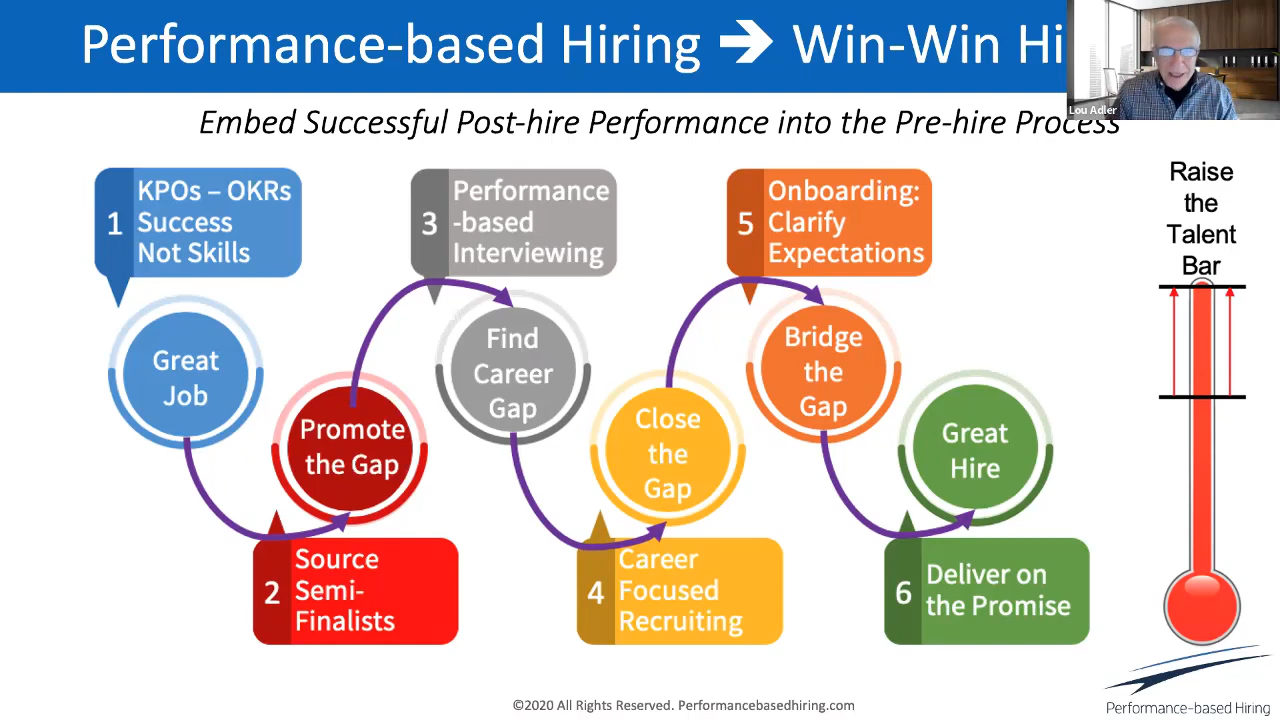 Performance-based Hiring ➔ Win-Win Hi
Lou Adler
Embed Successful Post-hire Performance into the Pre-hire Process
1
KPOs – OKRs
Success
Not Skills
3
Performance
-based
Interviewing
5
Onboarding:
Clarify
Expectations
Raise
the
Talent
Bar
Great
Job
Promote
the Gap
Find
Career
Gap
Close
the
Gap
Bridge
the
Gap
Great
Hire
2
Source
Semi-
Finalists
4
Career
Focused
Recruiting
6
Deliver on
the Promise
©2020 All Rights Reserved. Performancebasedhiring.com
Performance-based Hiring